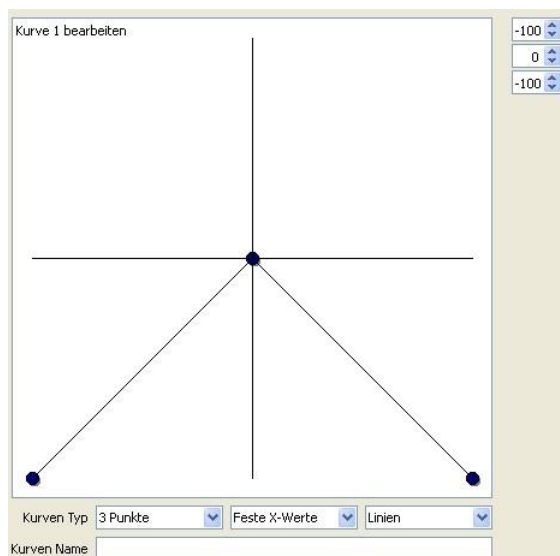 Kurve 1 bearbeiten
-100
0
-100
Kurven Typ 3 Punkte Feste X-Werte Linien
Kurven Name